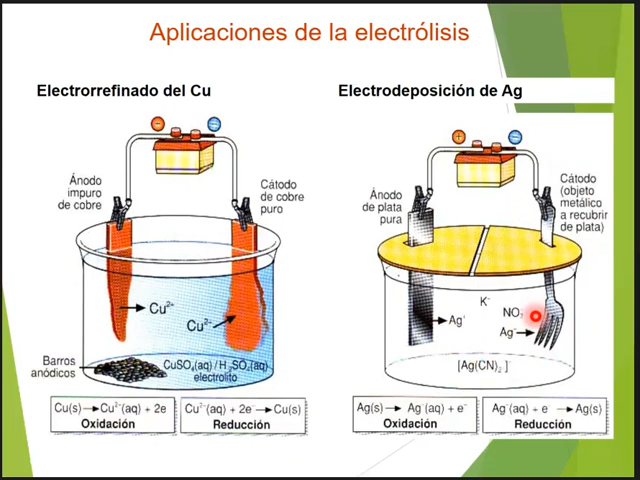 Aplicaciones de la electrólisis
Electrorrefinado del Cu
Electrodeposición de Ag
Ánodo
impuro
de cobre
Cátodo
de cobre
puro
Cu²⁺
Cu²⁻
Barros
anódicos
CuSO₄(aq) / H₂SO₄(aq)
electrolito
Cu(s) → Cu²⁻(aq) + 2e
Oxidación
Cu²⁻(aq) + 2e⁻ → Cu(s)
Reducción
Ánodo
de plata
pura
Cátodo
(objeto
metálico
a recubrir
de plata)
K⁻
NO₃
Ag⁺
Ag⁻
[Ag(CN)₂ ]⁻
Ag(s) → Ag⁻(aq) + e⁻
Oxidación
Ag⁻(aq) + e⁻ → Ag(s)
Reducción